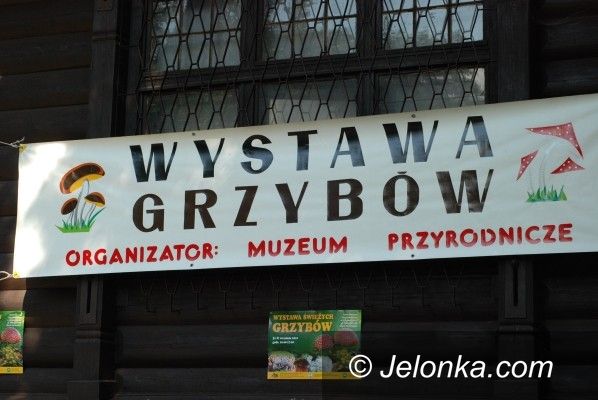 WYSTAWA
GRZYBÓW
ORGANIZATOR: MUZEUM PRZYRODNICZE
WYSTAWA ŚWIEŻYCH
GRZYBÓW
© Jelonka.com